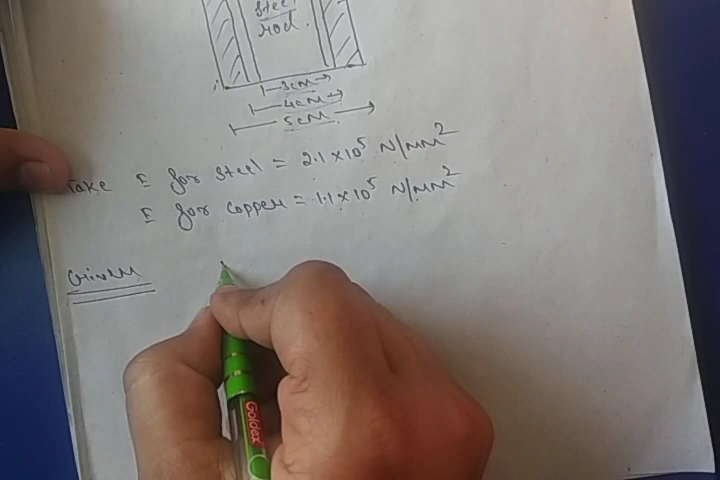 Steel
rod.
3cm
4cm
5cm
Take E for steel = 2.1 × 10⁵ N/MM²
E for copper = 1.1 × 10⁵ N/MM²
Given
Goldex